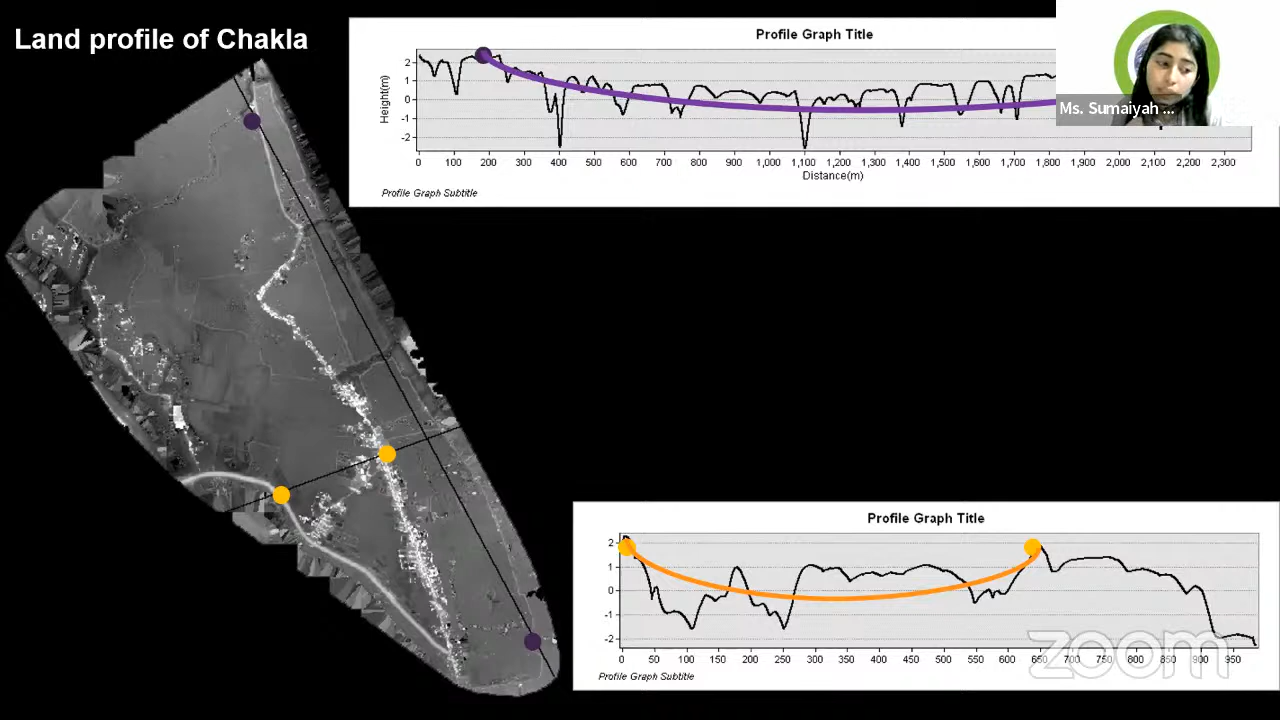 Land profile of Chakla
Profile Graph Title
Height(m)
2
1
0
-1
-2
0 100 200 300 400 500 600 700 800 900 1,000 1,100 1,200 1,300 1,400 1,500 1,600 1,700 1,800 1,900 2,000 2,100 2,200 2,300
Distance(m)
Profile Graph Subtitle
Ms. Sumaiyah ...
Profile Graph Title
2
1
0
-1
-2
0 50 100 150 200 250 300 350 400 450 500 550 600 650 700 750 800 850 900 950
Profile Graph Subtitle
zoom